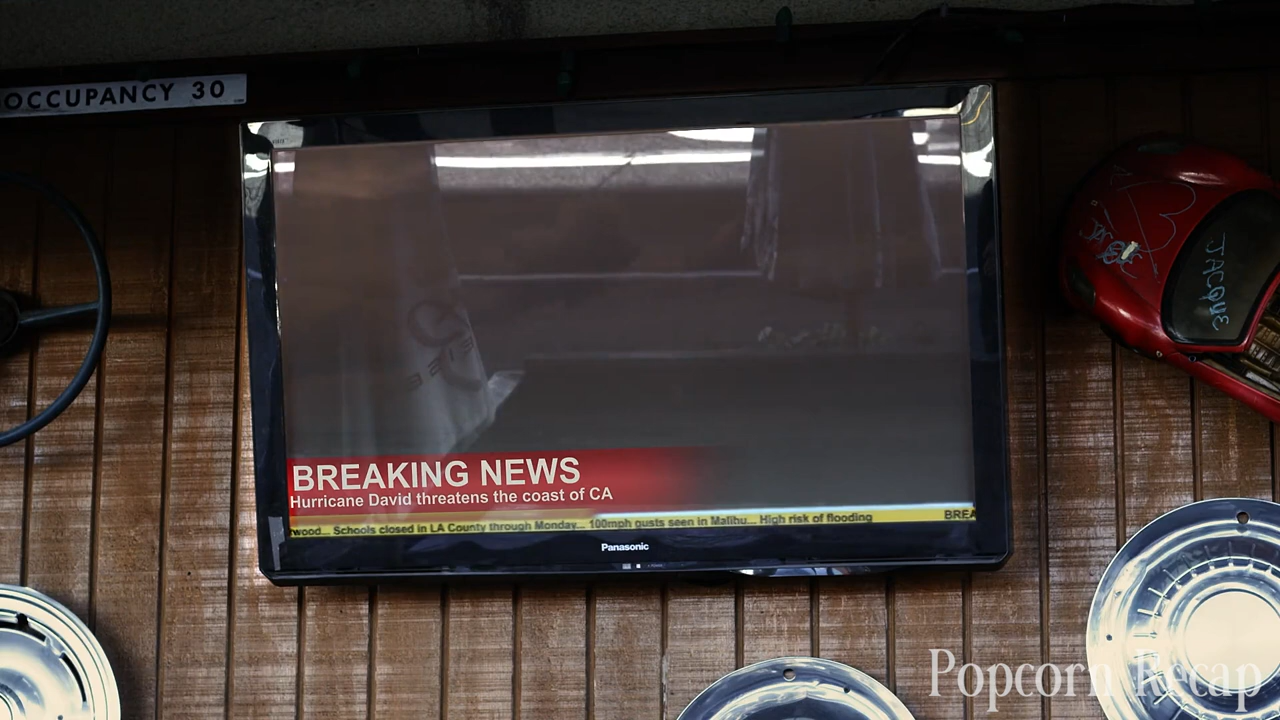 OCCUPANCY 30
JACQUE
BREAKING NEWS
Hurricane David threatens the coast of CA
wood... Schools closed in LA County through Monday... 100mph gusts seen in Malibu... High risk of flooding BREA
Panasonic
Popcorn Recap